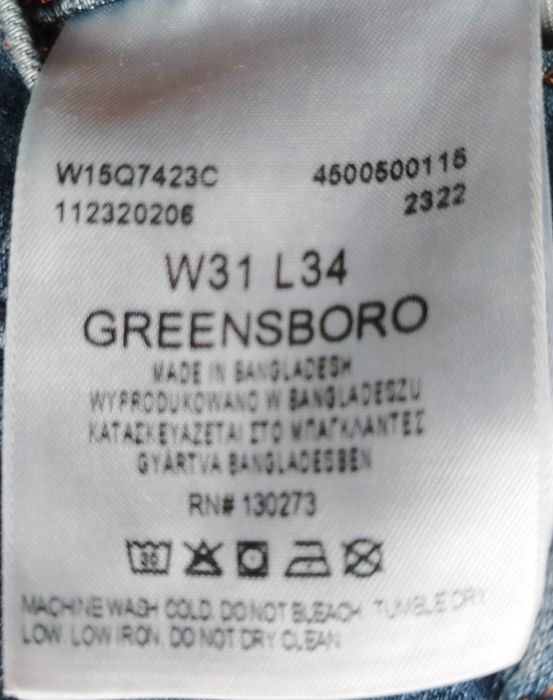 W15Q7423C 4500500115
112320206 2322
W31 L34
GREENSBORO
MADE IN BANGLADESH
WYPRODUKOWANO W BANGLADESZU
ΚΑΤΑΣΚΕΥΑΖΕΤΑΙ ΣΤΟ ΜΠΑΓΚΛΑΝΤΕΣ
GYÁRTVA BANGLADESBEN
RN# 130273
30
MACHINE WASH COLD. DO NOT BLEACH. TUMBLE DRY
LOW. LOW IRON. DO NOT DRY CLEAN